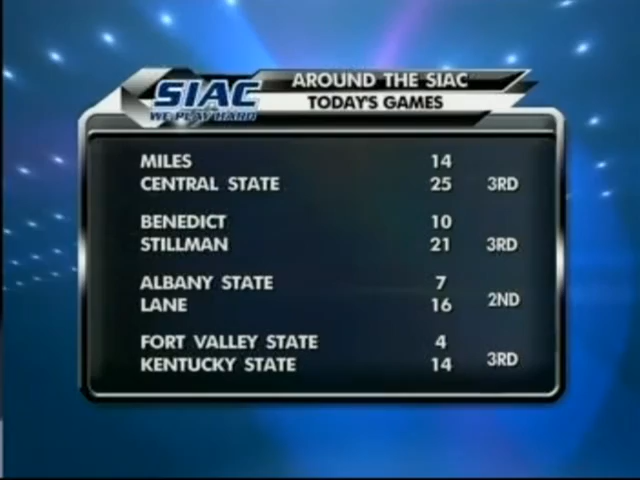 SIAC
WE PLAY HARD
AROUND THE SIAC
TODAY'S GAMES
MILES 14
CENTRAL STATE 25 3RD
BENEDICT 10
STILLMAN 21 3RD
ALBANY STATE 7
LANE 16 2ND
FORT VALLEY STATE 4
KENTUCKY STATE 14 3RD